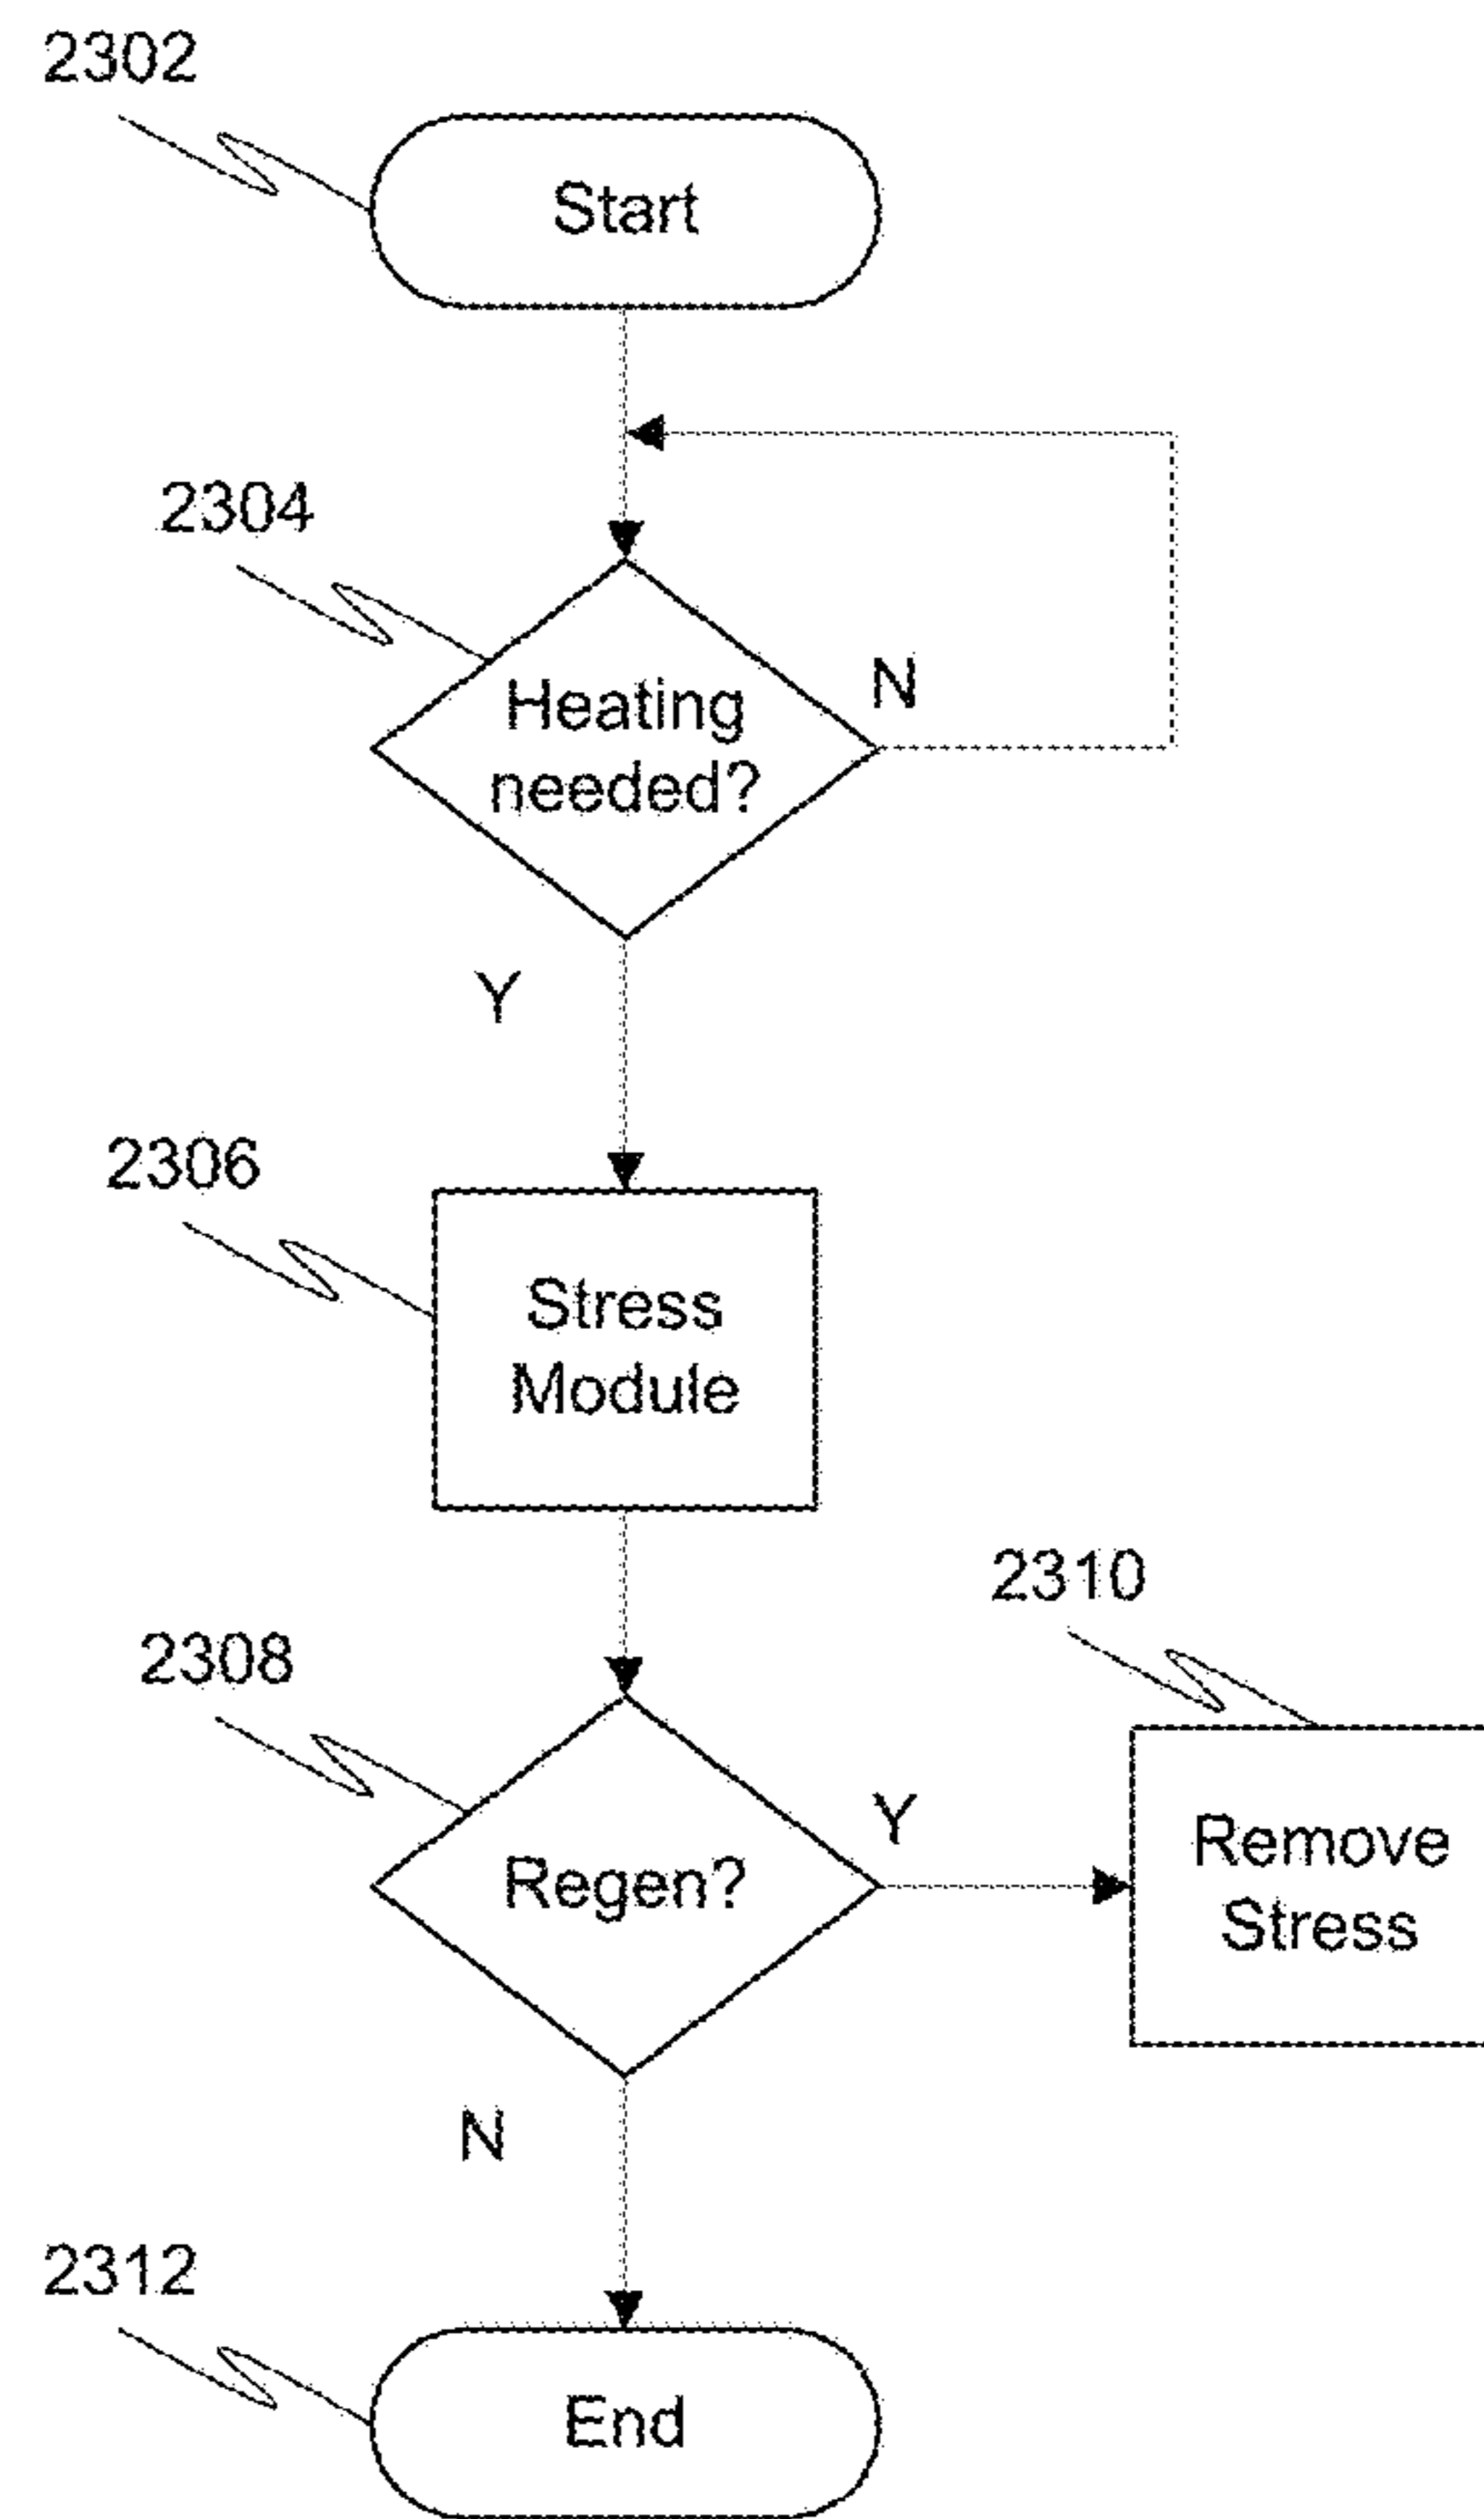 2302
Start
2304
Heating
needed?
N
Y
2306
Stress
Module
2310
2308
Y
Regen?
Remove
Stress
N
2312
End